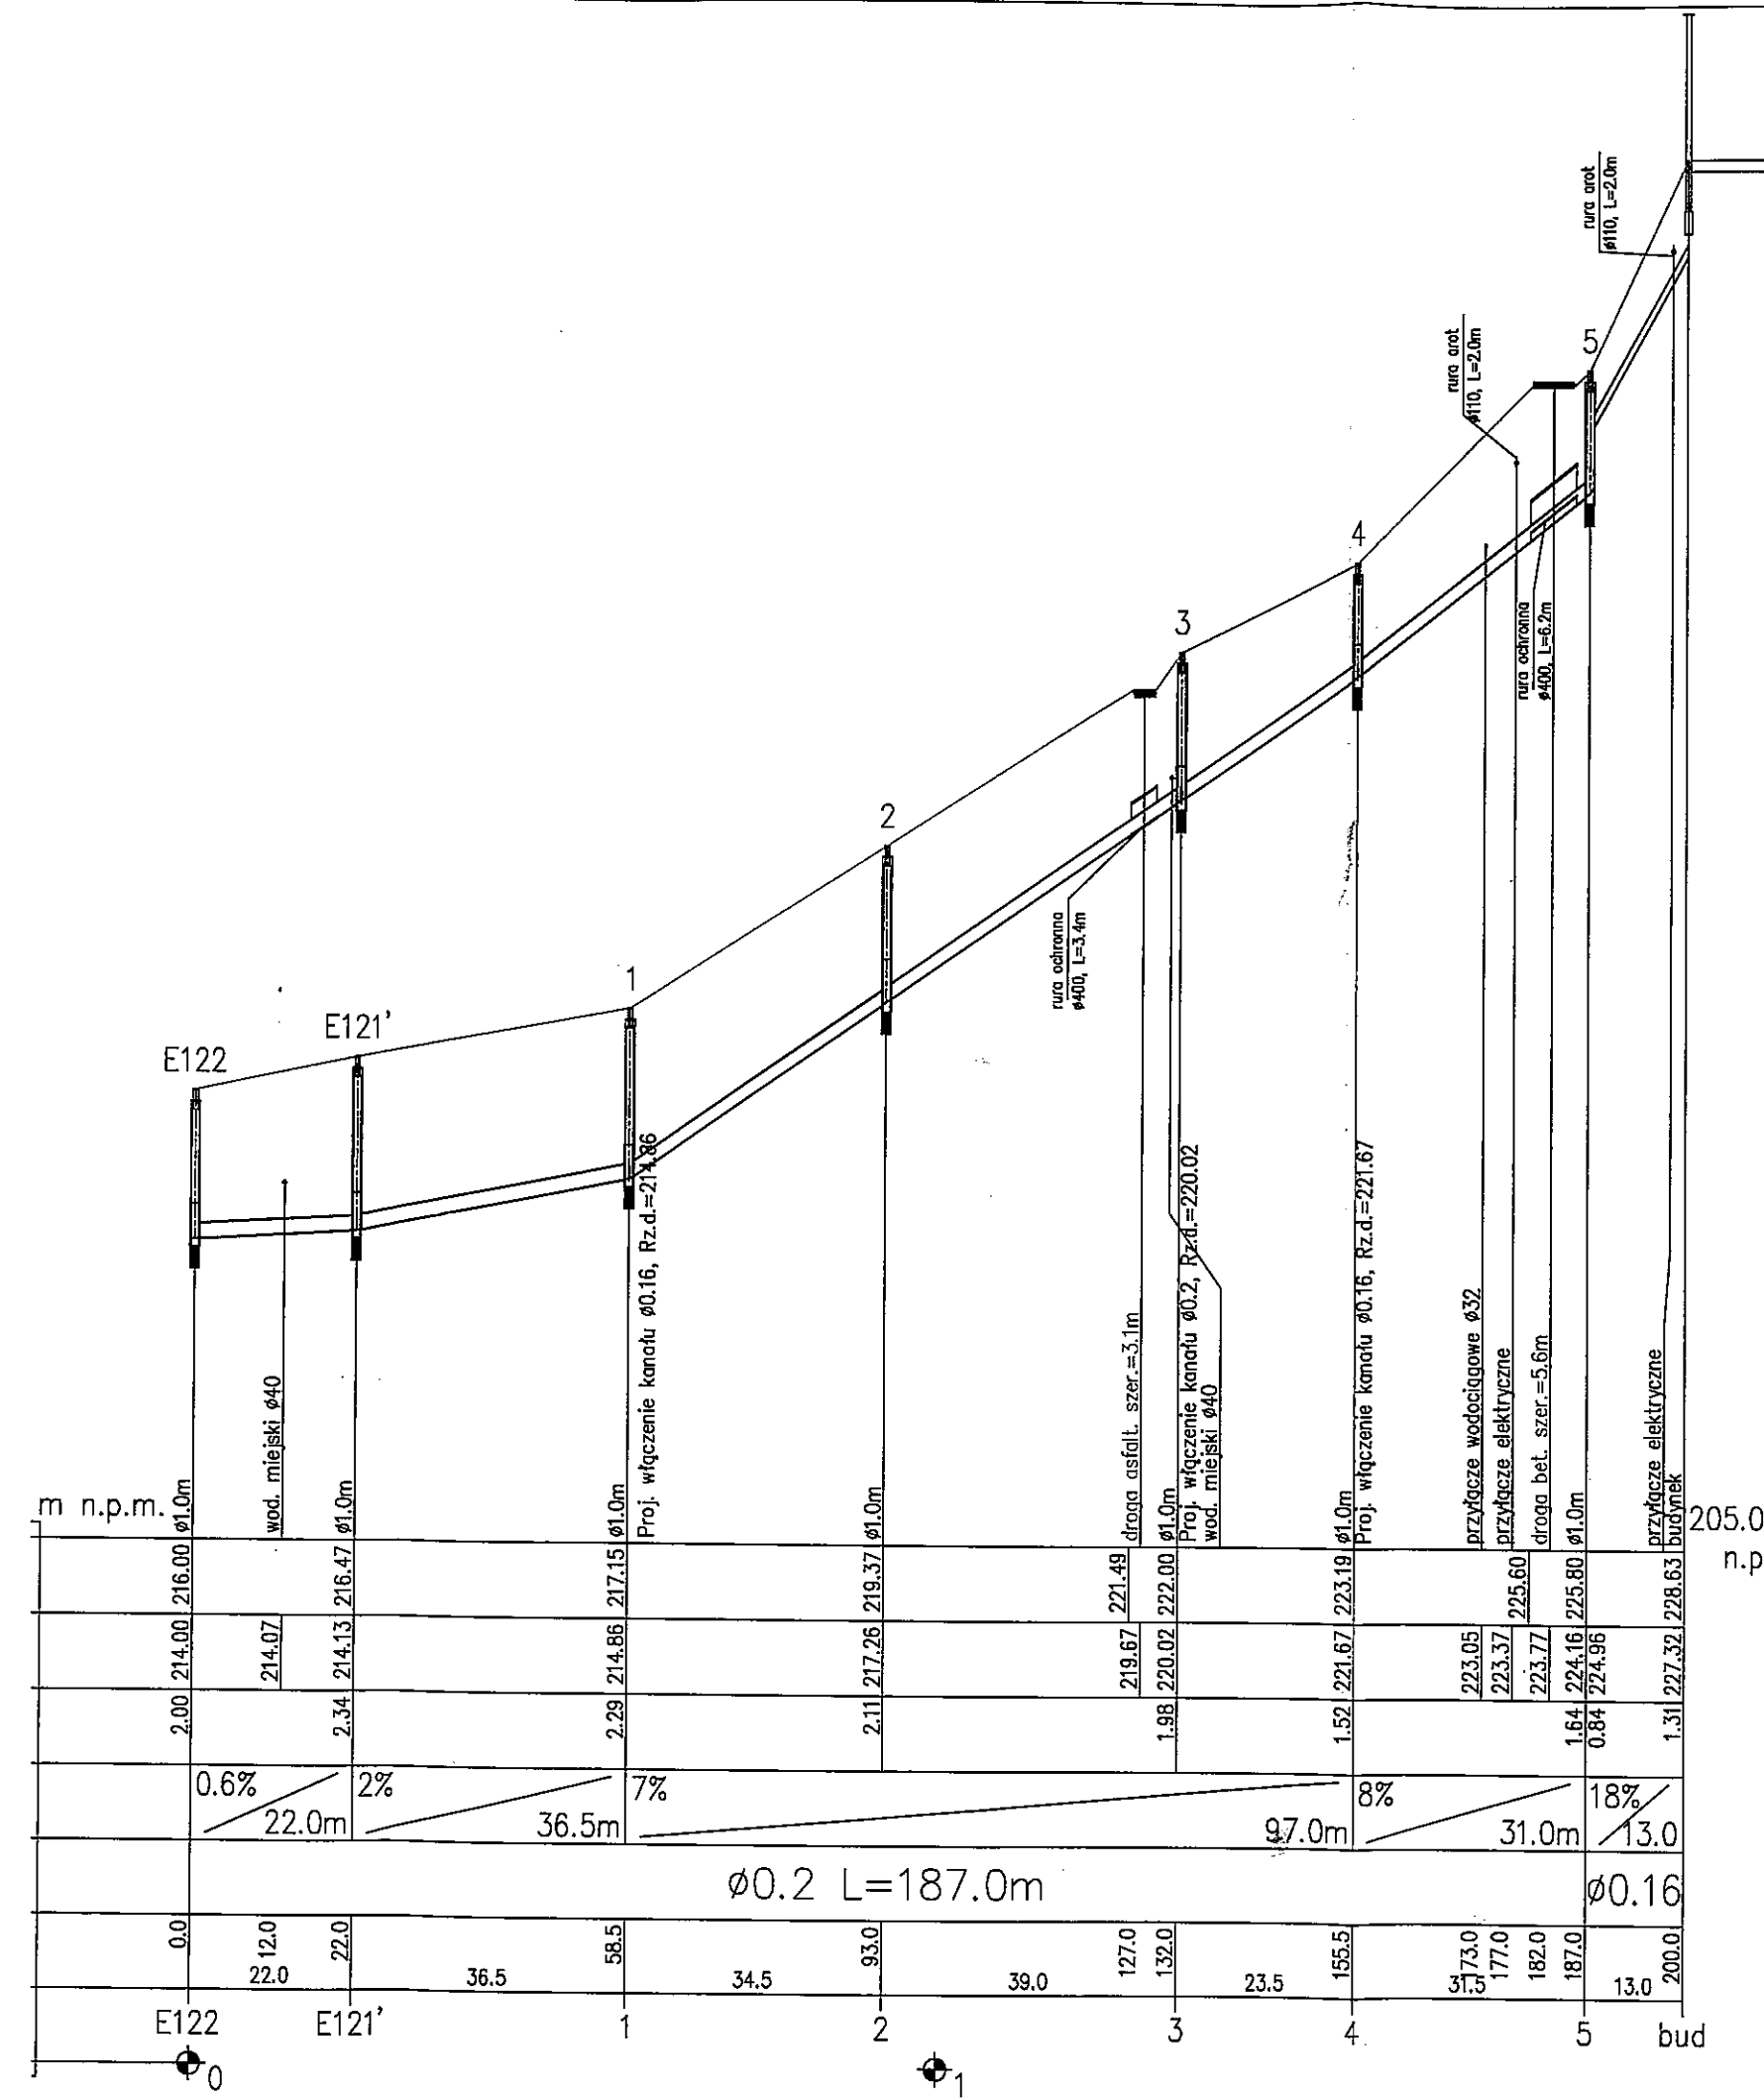 rura arot
ø110, L=2.0m
rura arot
ø110, L=2.0m
5
4
3
rura ochronna
ø400, L=6.2m
2
rura ochronna
ø400, L=3.4m
1
E121'
E122
m n.p.m.
ø1.0m
wod. miejski ø40
ø1.0m
ø1.0m
Proj. włączenie kanału ø0.16, Rz.d.=214.86
ø1.0m
droga asfalt. szer.=3.1m
ø1.0m
Proj. włączenie kanału ø0.2, Rz.d.=220.02
wod. miejski ø40
ø1.0m
Proj. włączenie kanału ø0.16, Rz.d.=221.67
przyłącze wodociągowe ø32
przyłącze elektryczne
droga bet. szer.=5.6m
ø1.0m
przyłącze elektryczne
budynek
205.0
n.p
216.00 216.47 217.15 219.37 221.49 222.00 223.19 225.60 225.80 228.63
214.00 214.07 214.13 214.86 217.26 219.67 220.02 221.67 223.05 223.37 223.77 224.16 224.96 227.32
2.00 2.34 2.29 2.11 1.98 1.52 1.64 0.84 1.31
0.6% 2% 7% 8% 18%
22.0m 36.5m 97.0m 31.0m 13.0
ø0.2 L=187.0m ø0.16
0.0 12.0 22.0 58.5 93.0 127.0 132.0 155.5 173.0 177.0 182.0 187.0 200.0
22.0 36.5 34.5 39.0 23.5 31.5 13.0
E122 E121' 1 2 3 4 5 bud
0 1